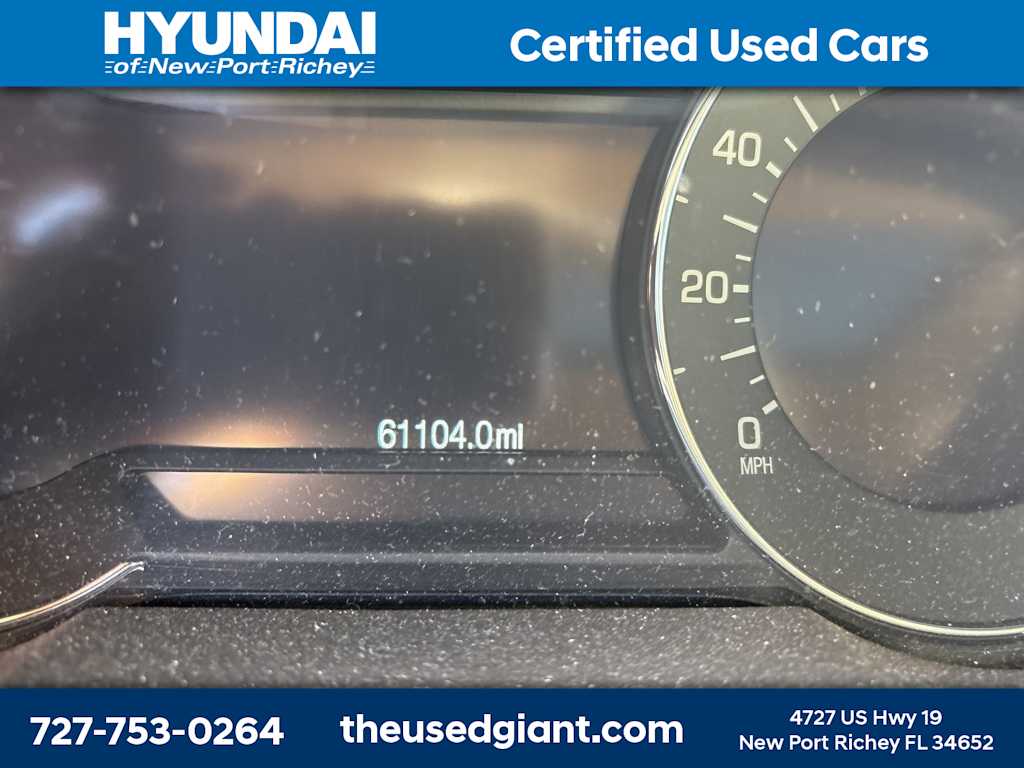 HYUNDAI
of New Port Richey
Certified Used Cars
40
20
0
MPH
61104.0mi
727-753-0264
theusedgiant.com
4727 US Hwy 19
New Port Richey FL 34652